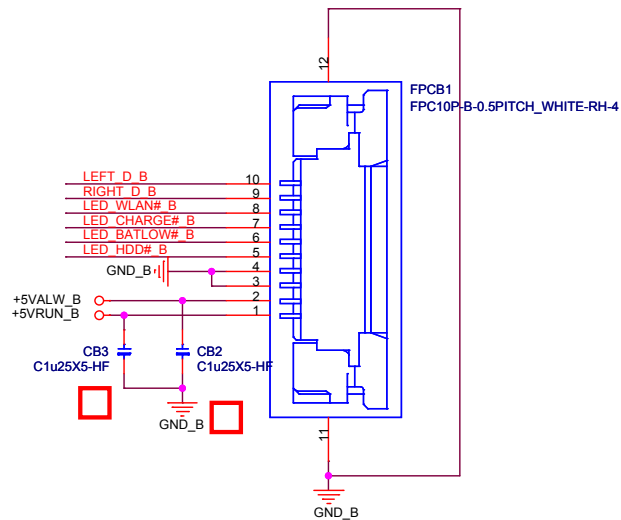 12
FPCB1
FPC10P-B-0.5PITCH_WHITE-RH-4
LEFT_D_B
10
RIGHT_D_B
9
LED_WLAN#_B
8
LED_CHARGE#_B
7
LED_BATLOW#_B
6
LED_HDD#_B
5
GND_B
4
3
+5VALW_B
2
+5VRUN_B
1
CB3
C1u25X5-HF
CB2
C1u25X5-HF
GND_B
11
GND_B